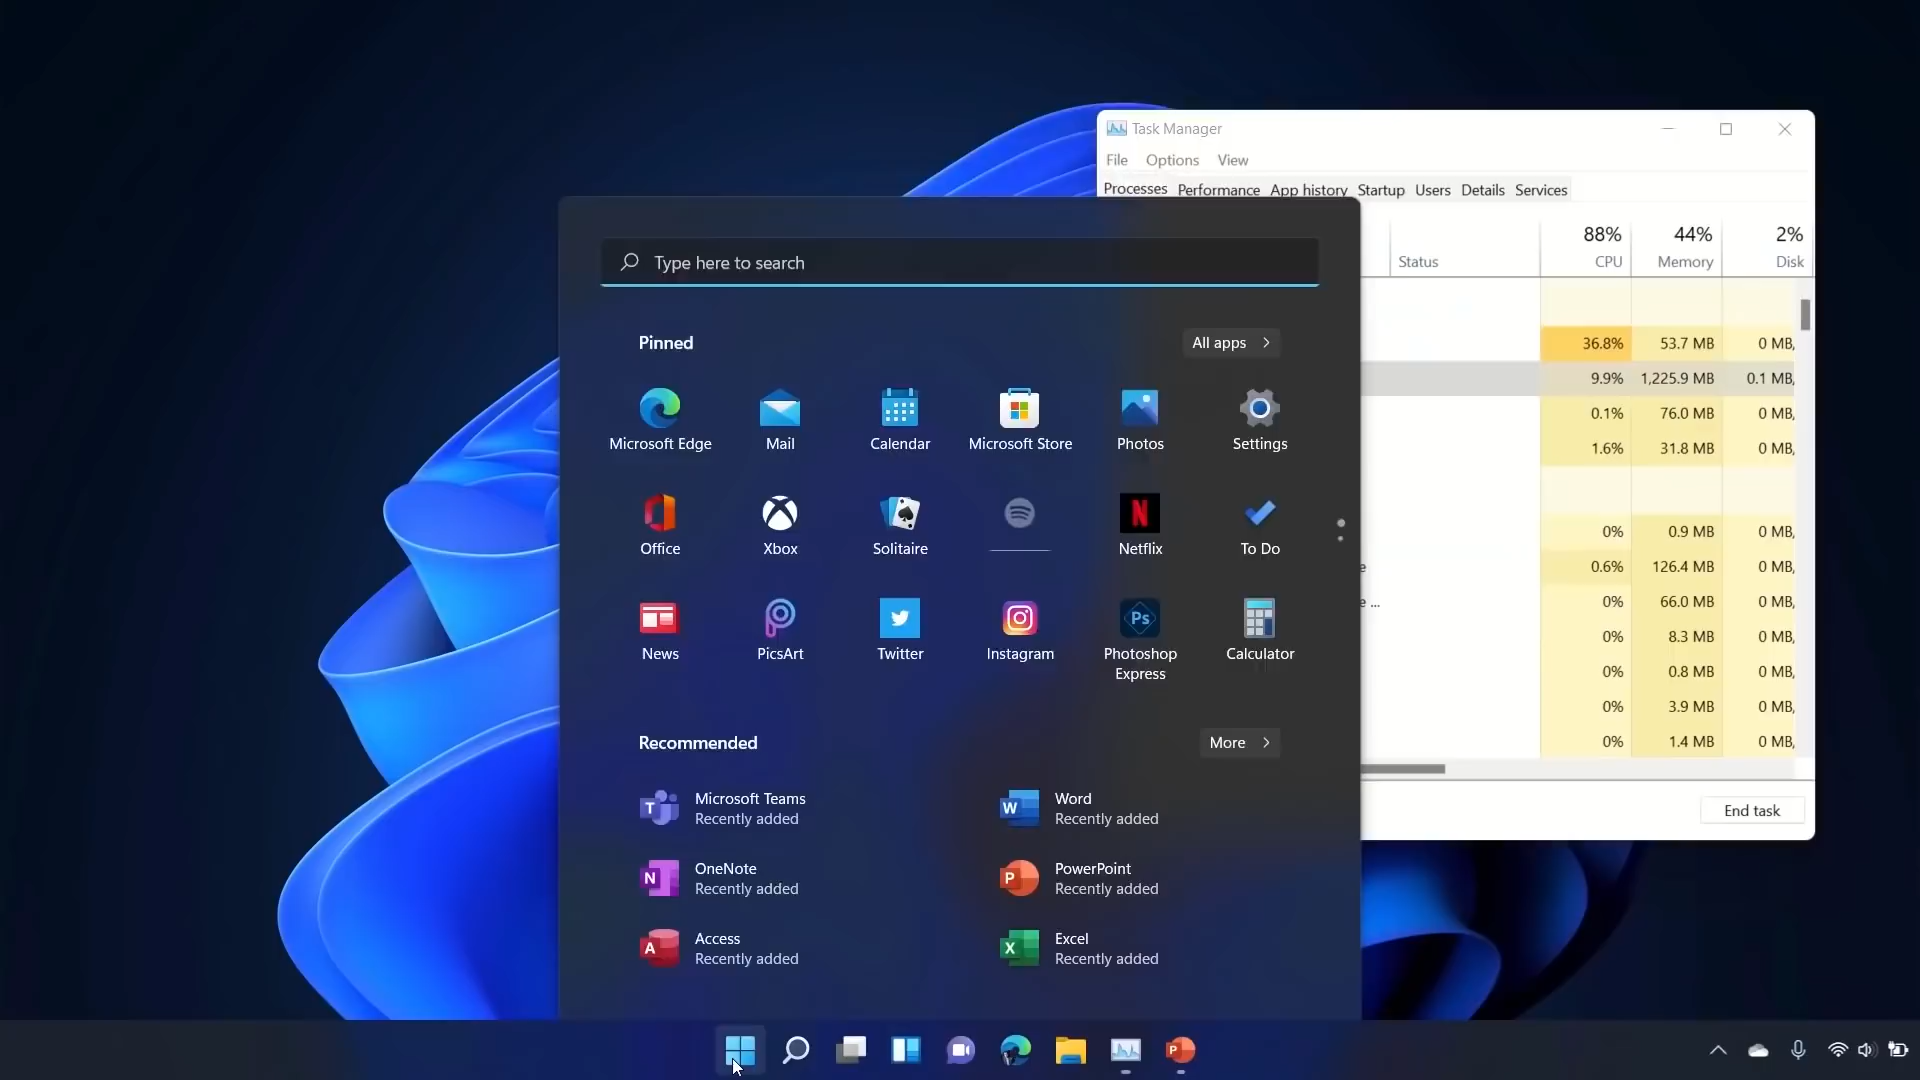 Task Manager
File Options View
Processes Performance App history Startup Users Details Services
88% 44% 2%
Status CPU Memory Disk
36.8% 53.7 MB 0 MB,
9.9% 1,225.9 MB 0.1 MB,
0.1% 76.0 MB 0 MB,
1.6% 31.8 MB 0 MB,
0% 0.9 MB 0 MB,
e 0.6% 126.4 MB 0 MB,
e ... 0% 66.0 MB 0 MB,
0% 8.3 MB 0 MB,
0% 0.8 MB 0 MB,
0% 3.9 MB 0 MB,
0% 1.4 MB 0 MB,
End task
Type here to search
Pinned All apps
Microsoft Edge Mail Calendar Microsoft Store Photos Settings
N
Office Xbox Solitaire Netflix To Do
Ps
News PicsArt Twitter Instagram Photoshop Calculator
Express
Recommended More
T Microsoft Teams
Recently added
W Word
Recently added
N OneNote
Recently added
P PowerPoint
Recently added
A Access
Recently added
X Excel
Recently added
P